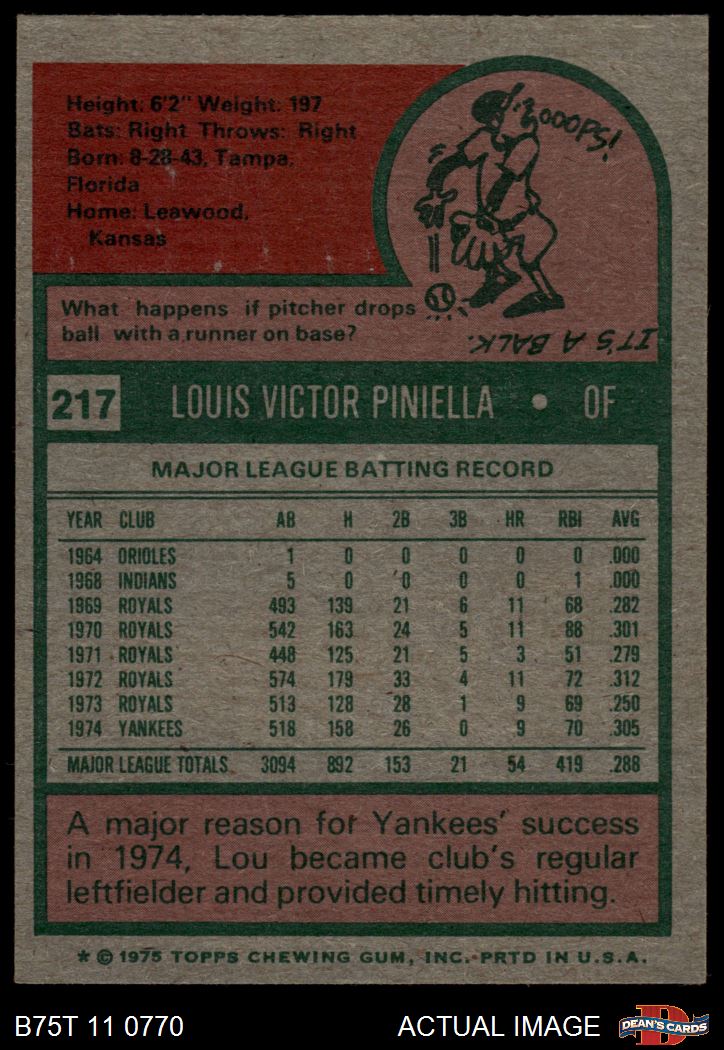 Height: 6'2" Weight: 197
Bats: Right Throws: Right
Born: 8-28-43, Tampa,
Florida
Home: Leawood,
Kansas
OOOPS!
What happens if pitcher drops
ball with a runner on base?
IT'S A BALK.
217 LOUIS VICTOR PINIELLA • OF
MAJOR LEAGUE BATTING RECORD
YEAR CLUB AB H 2B 3B HR RBI AVG
1964 ORIOLES 1 0 0 0 0 0 .000
1968 INDIANS 5 0 0 0 0 1 .000
1969 ROYALS 493 139 21 6 11 68 .282
1970 ROYALS 542 163 24 5 11 88 .301
1971 ROYALS 448 125 21 5 3 51 .279
1972 ROYALS 574 179 33 4 11 72 .312
1973 ROYALS 513 128 28 1 9 69 .250
1974 YANKEES 518 158 26 0 9 70 .305
MAJOR LEAGUE TOTALS 3094 892 153 21 54 419 .288
A major reason for Yankees' success
in 1974, Lou became club's regular
leftfielder and provided timely hitting.
* © 1975 TOPPS CHEWING GUM, INC. PRTD IN U.S.A.
B75T 11 0770 ACTUAL IMAGE D DEAN'S CARDS